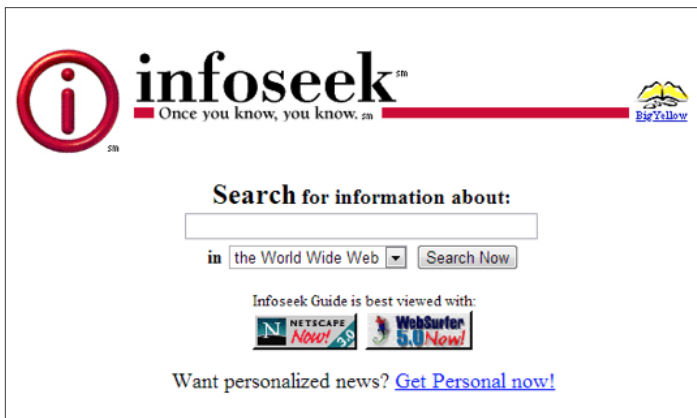 i
infoseek sm
Once you know, you know. sm
sm
BigYellow
Search for information about:
in the World Wide Web Search Now
Infoseek Guide is best viewed with:
N NETSCAPE Now! 3.0
WebSurfer 5.0 Now!
Want personalized news? Get Personal now!